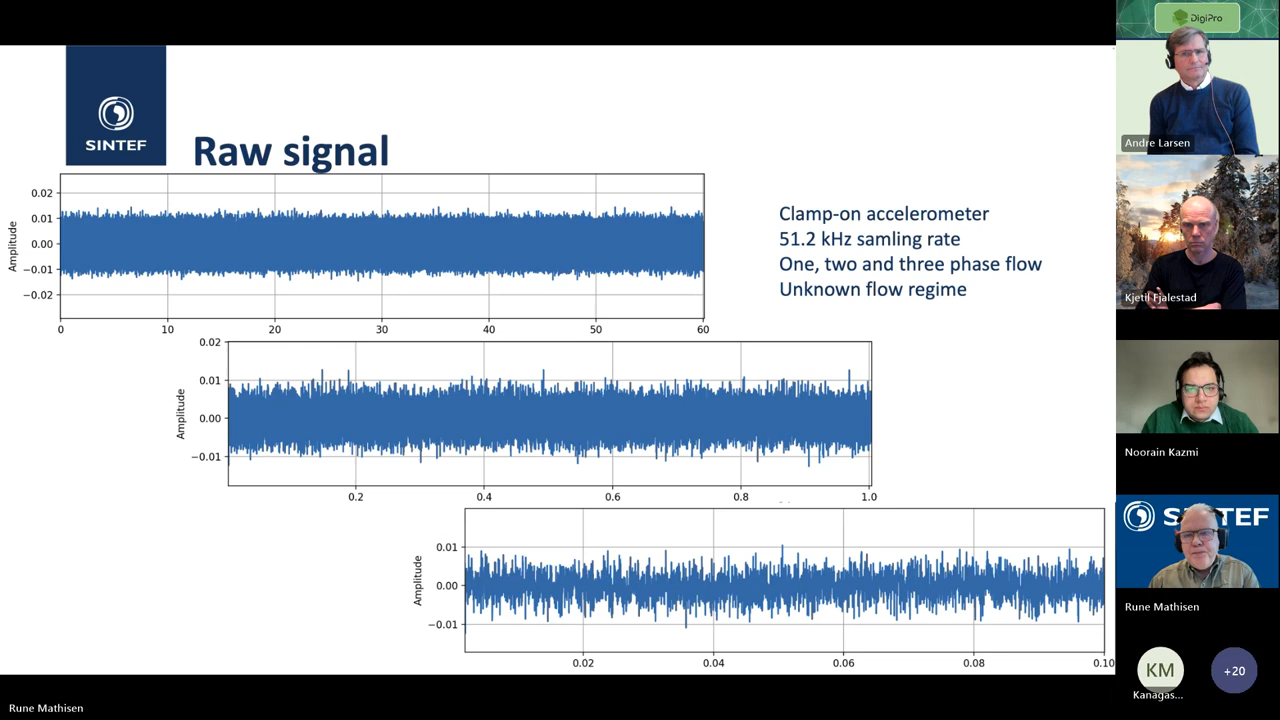 SINTEF
Raw signal
0.02
0.01
0.00
−0.01
−0.02
Amplitude
0
10
20
30
40
50
60
Clamp-on accelerometer
51.2 kHz samling rate
One, two and three phase flow
Unknown flow regime
0.02
0.01
0.00
−0.01
Amplitude
0.2
0.4
0.6
0.8
1.0
0.01
0.00
−0.01
Amplitude
0.02
0.04
0.06
0.08
0.10
Rune Mathisen
DigiPro
Andre Larsen
Kjetil Fjalestad
Noorain Kazmi
SINTEF
Rune Mathisen
KM
+20
Kanagas...